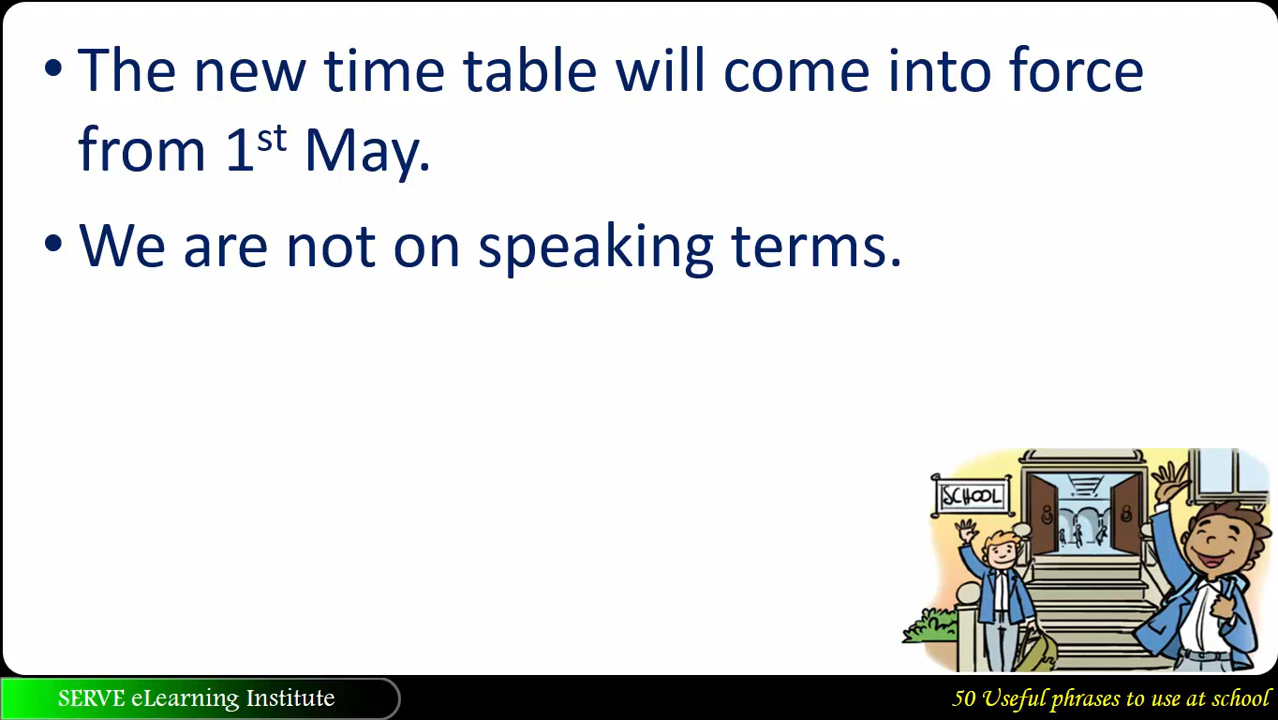 • The new time table will come into force
from 1st May.
• We are not on speaking terms.
SCHOOL
SERVE eLearning Institute
50 Useful phrases to use at school